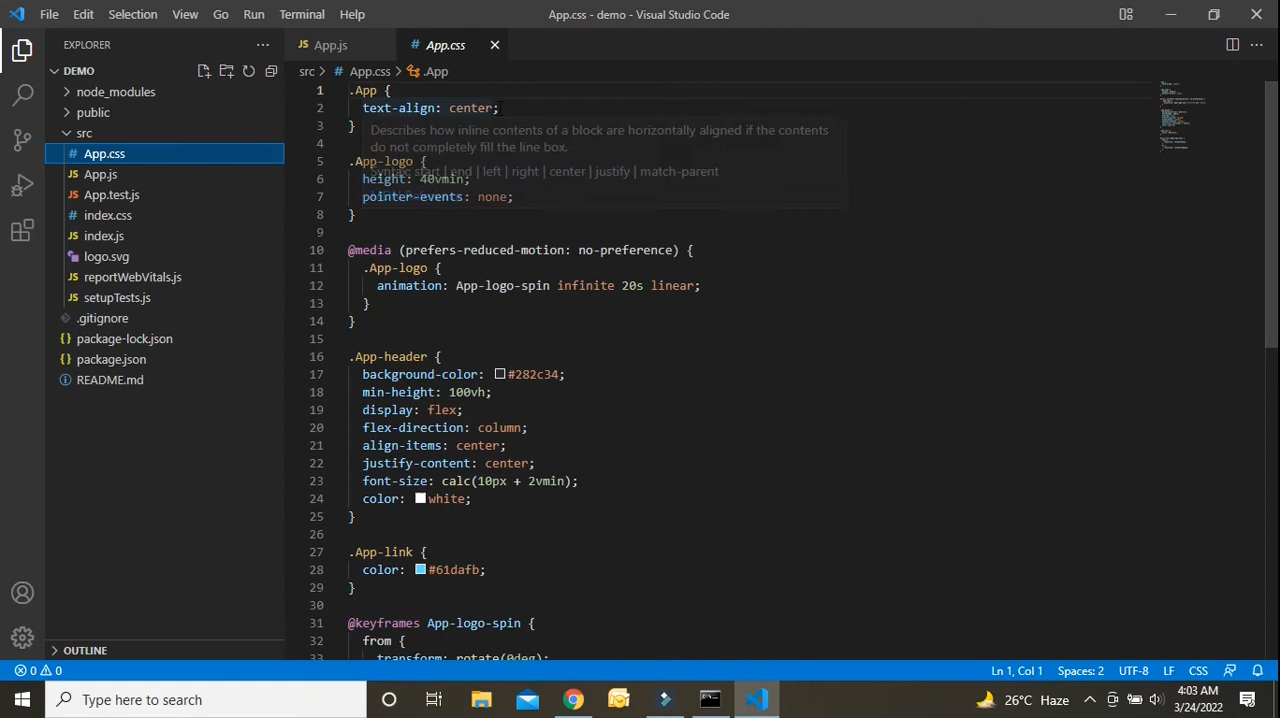 File Edit Selection View Go Run Terminal Help App.css - demo - Visual Studio Code
EXPLORER
DEMO
node_modules
public
src
# App.css
JS App.js
JS App.test.js
# index.css
JS index.js
logo.svg
JS reportWebVitals.js
JS setupTests.js
.gitignore
{} package-lock.json
{} package.json
README.md
OUTLINE
JS App.js # App.css
src > # App.css > .App
1 .App {
2 text-align: center;
3 }
Describes how inline contents of a block are horizontally aligned if the contents
4 do not completely fill the line box.
5 .App-logo {
Syntax: start | end | left | right | center | justify | match-parent
6 height: 40vmin;
7 pointer-events: none;
8 }
9
10 @media (prefers-reduced-motion: no-preference) {
11 .App-logo {
12 animation: App-logo-spin infinite 20s linear;
13 }
14 }
15
16 .App-header {
17 background-color: #282c34;
18 min-height: 100vh;
19 display: flex;
20 flex-direction: column;
21 align-items: center;
22 justify-content: center;
23 font-size: calc(10px + 2vmin);
24 color: white;
25 }
26
27 .App-link {
28 color: #61dafb;
29 }
30
31 @keyframes App-logo-spin {
32 from {
33 transform: rotate(0deg);
0 0 Ln 1, Col 1 Spaces: 2 UTF-8 LF CSS
Type here to search 26°C Haze 4:03 AM
3/24/2022